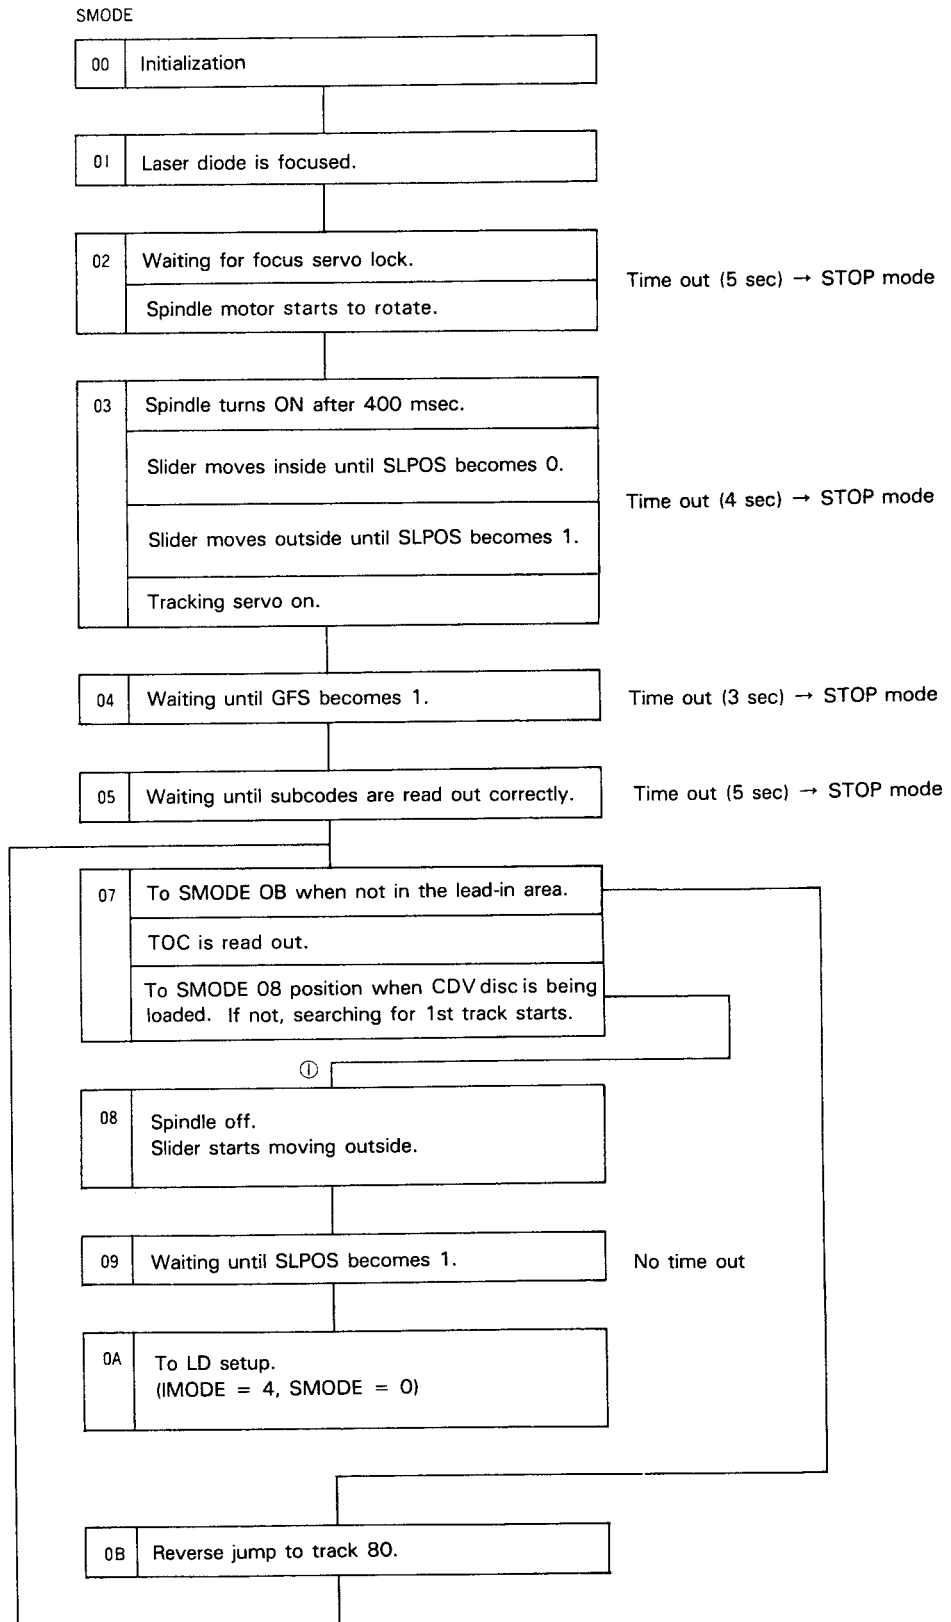 SMODE
00 Initialization
01 Laser diode is focused.
02 Waiting for focus servo lock.
Time out (5 sec) → STOP mode
Spindle motor starts to rotate.
03 Spindle turns ON after 400 msec.
Slider moves inside until SLPOS becomes 0.
Time out (4 sec) → STOP mode
Slider moves outside until SLPOS becomes 1.
Tracking servo on.
04 Waiting until GFS becomes 1. Time out (3 sec) → STOP mode
05 Waiting until subcodes are read out correctly. Time out (5 sec) → STOP mode
07 To SMODE 0B when not in the lead-in area.
TOC is read out.
To SMODE 08 position when CDV disc is being
loaded. If not, searching for 1st track starts.
①
08 Spindle off.
Slider starts moving outside.
09 Waiting until SLPOS becomes 1. No time out
0A To LD setup.
(IMODE = 4, SMODE = 0)
0B Reverse jump to track 80.